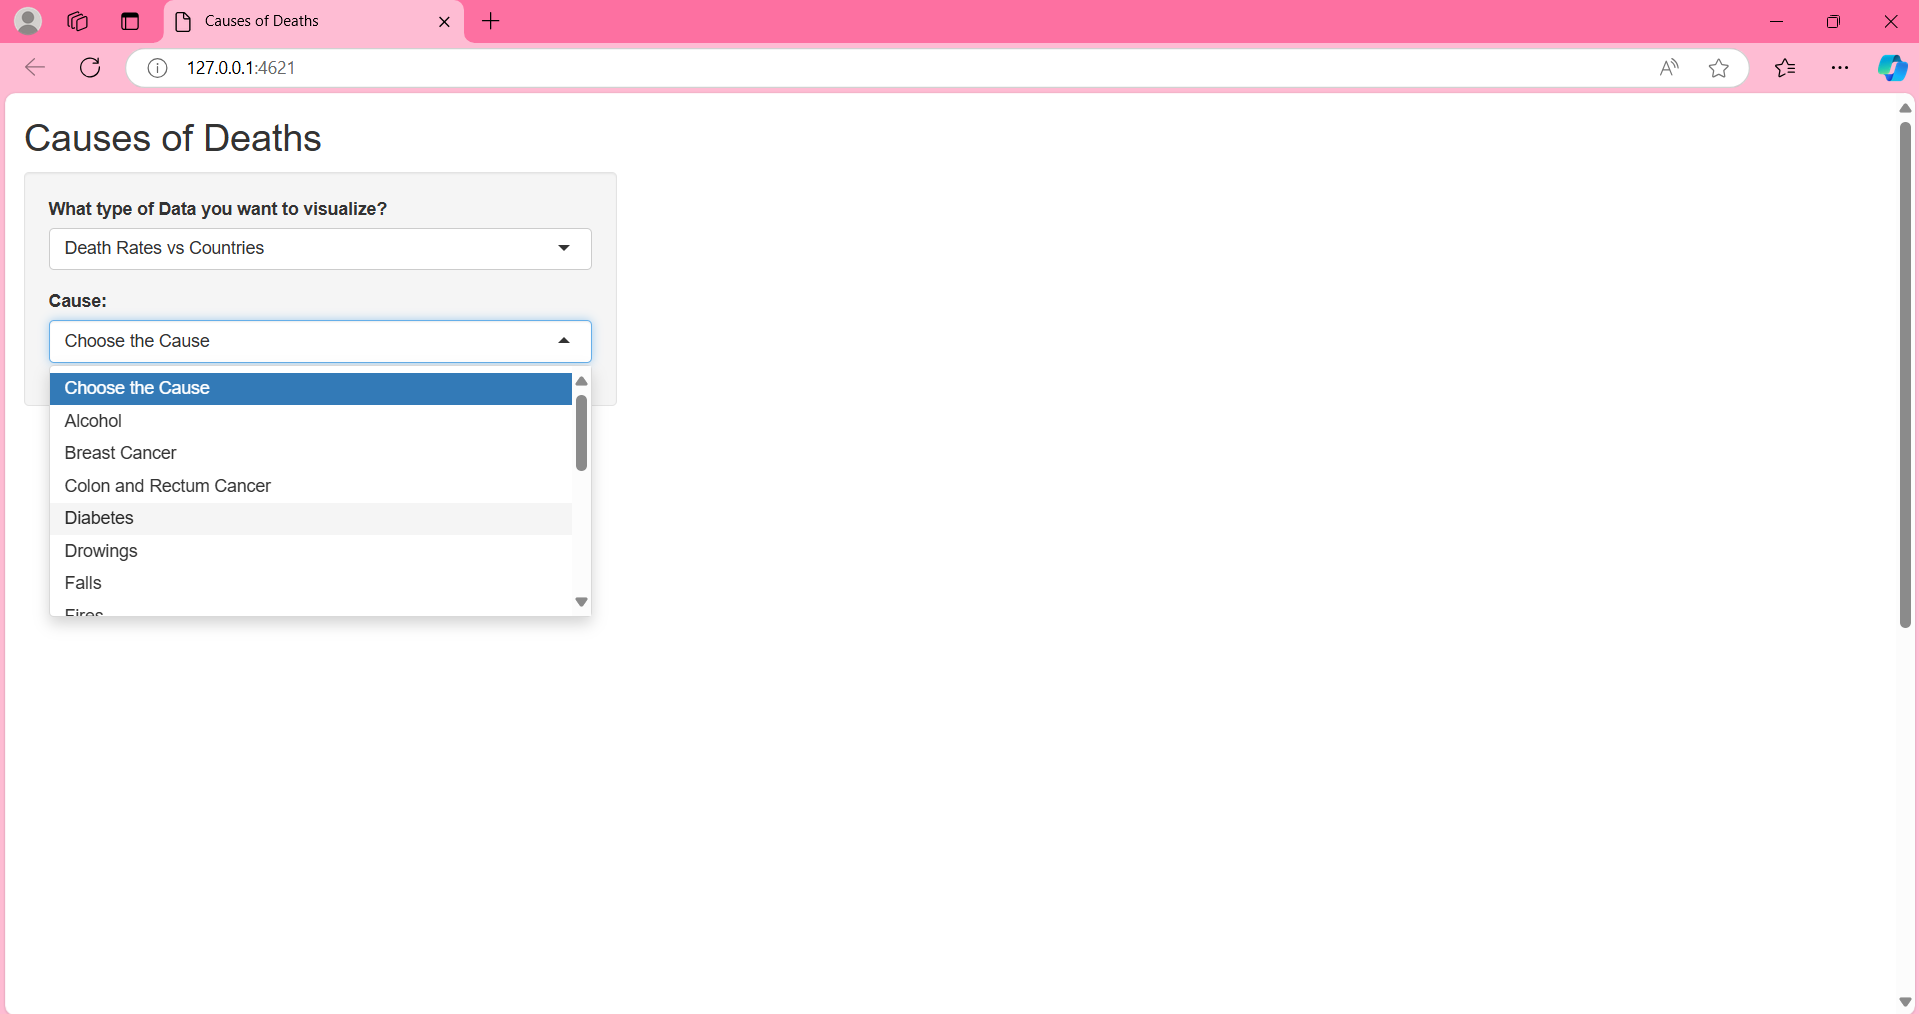 Causes of Deaths
127.0.0.1:4621
Causes of Deaths
What type of Data you want to visualize?
Death Rates vs Countries
Cause:
Choose the Cause
Choose the Cause
Alcohol
Breast Cancer
Colon and Rectum Cancer
Diabetes
Drowings
Falls
Fires